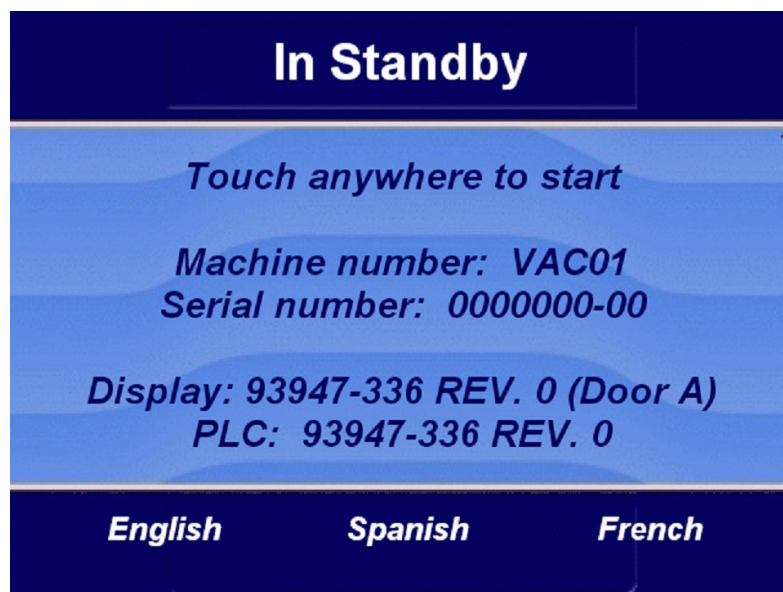 In Standby
Touch anywhere to start
Machine number: VAC01
Serial number: 0000000-00
Display: 93947-336 REV. 0 (Door A)
PLC: 93947-336 REV. 0
English Spanish French